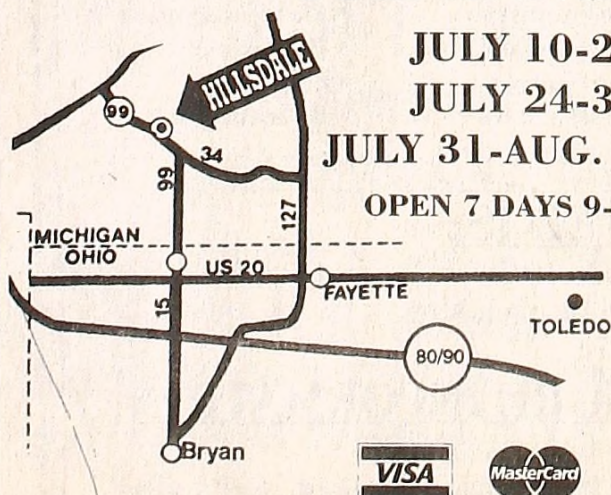 JULY 10-2
HILLSDALE
JULY 24-3
99
34
JULY 31-AUG.
99
127
OPEN 7 DAYS 9-
MICHIGAN
OHIO
US 20
FAYETTE
15
TOLEDO
80/90
Bryan
VISA
MasterCard